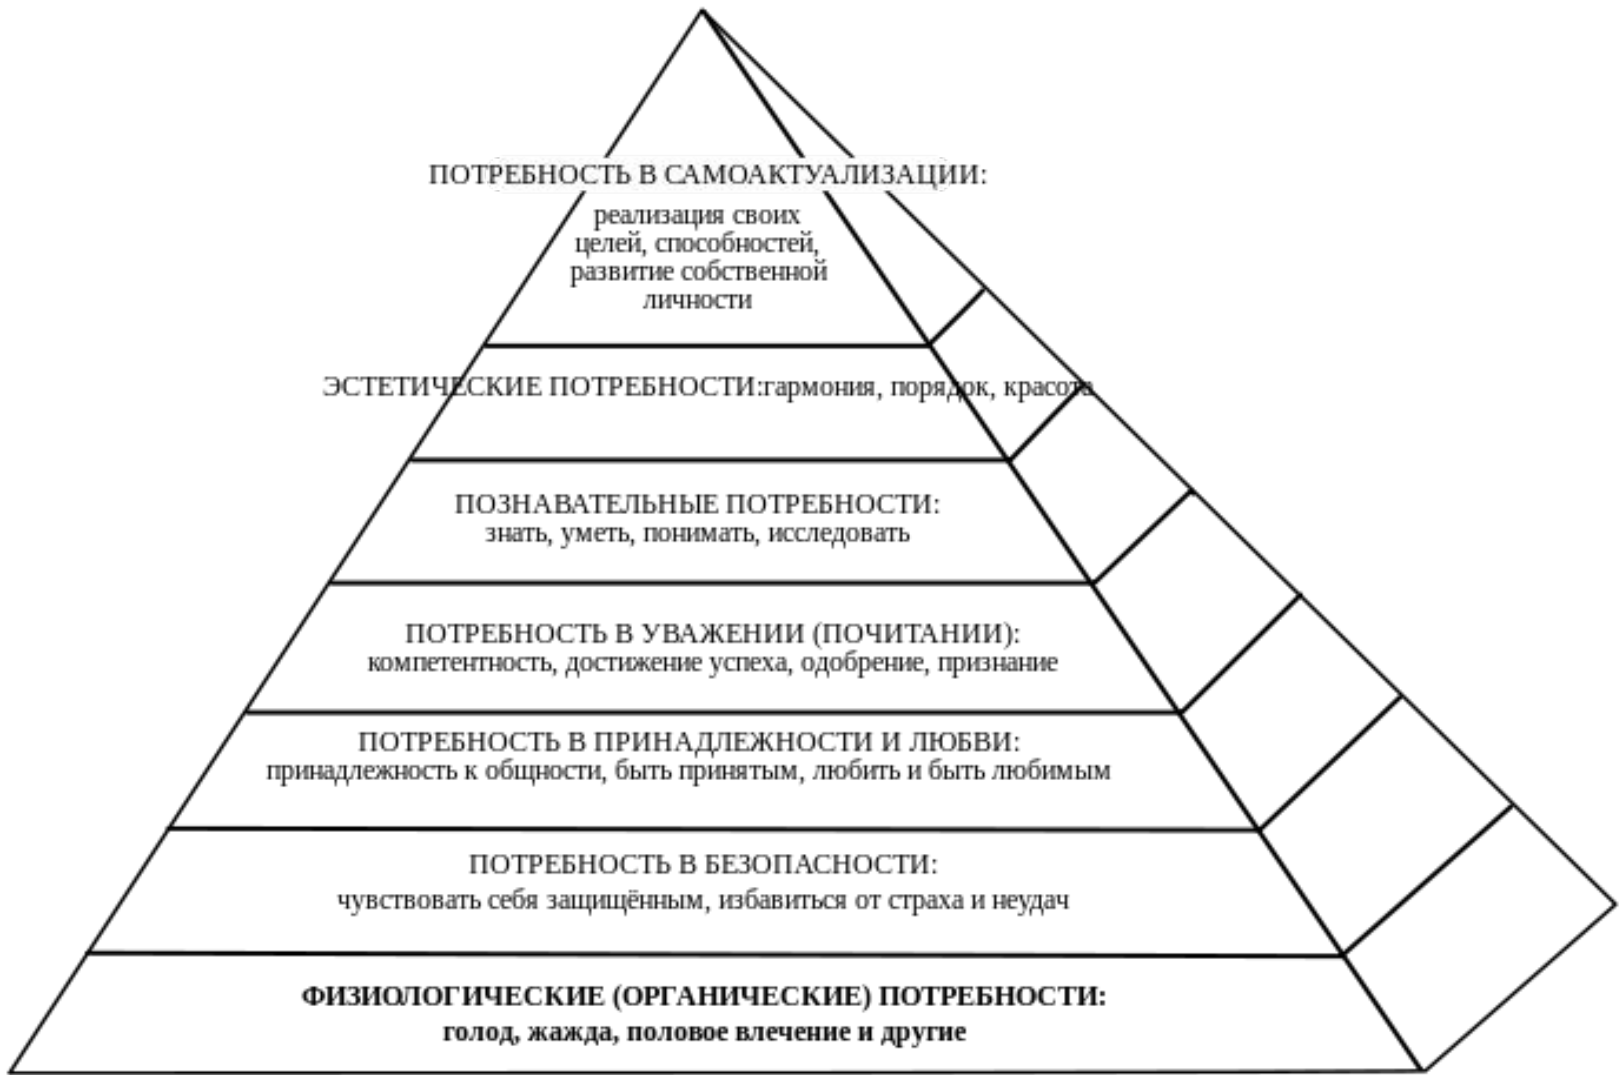 ПОТРЕБНОСТЬ В САМОАКТУАЛИЗАЦИИ:
реализация своих
целей, способностей,
развитие собственной
личности
ЭСТЕТИЧЕСКИЕ ПОТРЕБНОСТИ:гармония, порядок, красота
ПОЗНАВАТЕЛЬНЫЕ ПОТРЕБНОСТИ:
знать, уметь, понимать, исследовать
ПОТРЕБНОСТЬ В УВАЖЕНИИ (ПОЧИТАНИИ):
компетентность, достижение успеха, одобрение, признание
ПОТРЕБНОСТЬ В ПРИНАДЛЕЖНОСТИ И ЛЮБВИ:
принадлежность к общности, быть принятым, любить и быть любимым
ПОТРЕБНОСТЬ В БЕЗОПАСНОСТИ:
чувствовать себя защищённым, избавиться от страха и неудач
ФИЗИОЛОГИЧЕСКИЕ (ОРГАНИЧЕСКИЕ) ПОТРЕБНОСТИ:
голод, жажда, половое влечение и другие